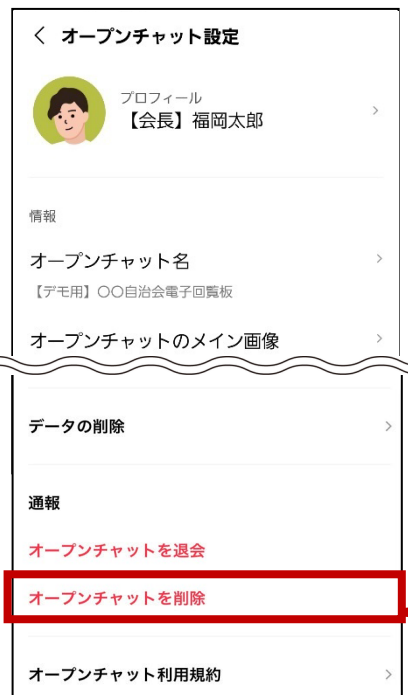 オープンチャット設定
プロフィール
【会長】福岡太郎
情報
オープンチャット名
【デモ用】〇〇自治会電子回覧板
オープンチャットのメイン画像
データの削除
通報
オープンチャットを退会
オープンチャットを削除
オープンチャット利用規約